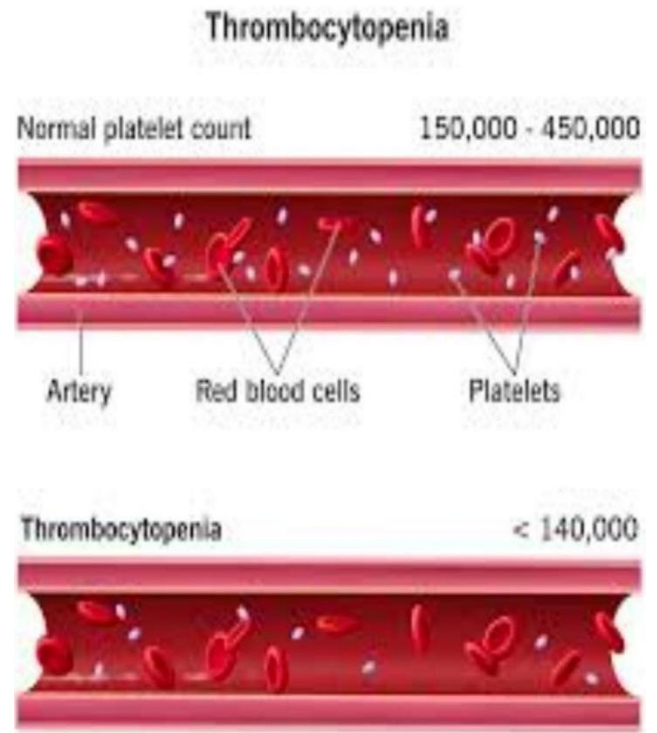 Thrombocytopenia
Normal platelet count 150,000 - 450,000
Artery Red blood cells Platelets
Thrombocytopenia < 140,000